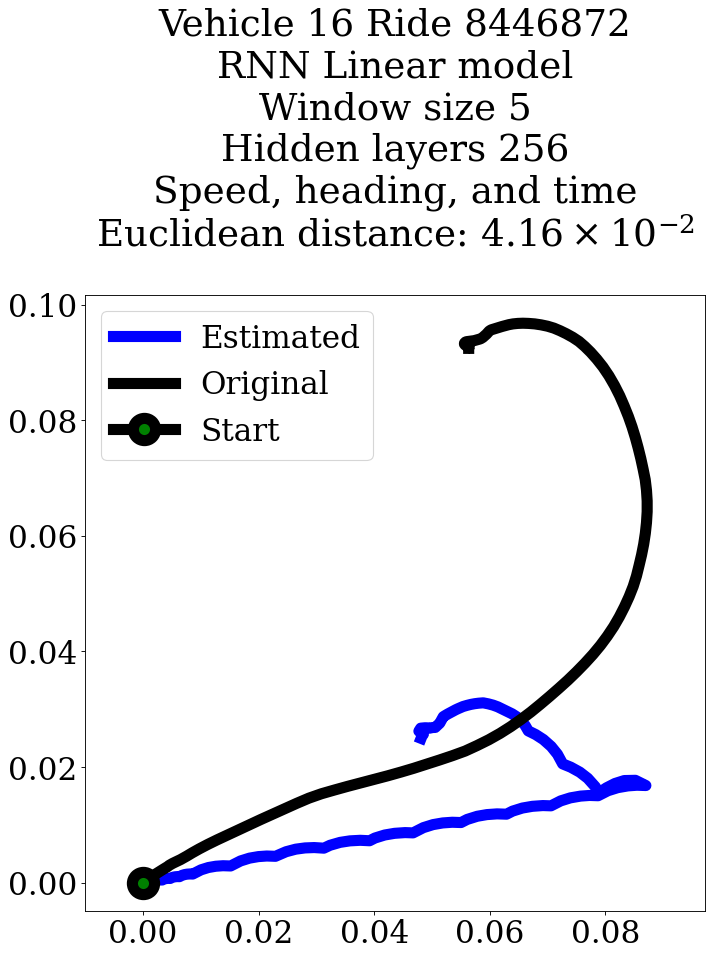 Vehicle 16 Ride 8446872
RNN Linear model
Window size 5
Hidden layers 256
Speed, heading, and time
Euclidean distance: 4.16 × 10⁻²
0.10
0.08
0.06
0.04
0.02
0.00
Estimated
Original
Start
0.00 0.02 0.04 0.06 0.08